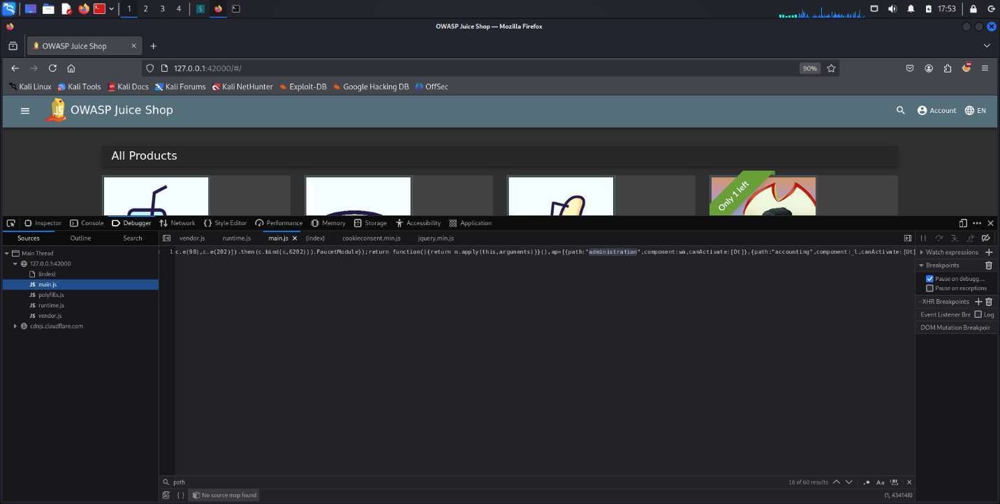 1 2 3 4 17:53
OWASP Juice Shop — Mozilla Firefox
OWASP Juice Shop
127.0.0.1:42000/#/ 90%
Kali Linux Kali Tools Kali Docs Kali Forums Kali NetHunter Exploit-DB Google Hacking DB OffSec
JS OWASP Juice Shop Account EN
All Products
Only 1 left
Inspector Console Debugger Network {} Style Editor Performance Memory Storage Accessibility Application
Sources Outline Search vendor.js runtime.js main.js (index) cookieconsent.min.js jquery.min.js
1 c.e(98),c.e(202)]).then(c.bind(c,6202))).FaucetModule});return function(){return n.apply(this,arguments)}}(),ap=[{path:"administration",component:wa,canActivate:[Ot]},{path:"accounting",component:_l,canActivate:[Ut]
Main Thread
127.0.0.1:42000
(index)
JS main.js
JS polyfills.js
JS runtime.js
JS vendor.js
cdnjs.cloudflare.com
Watch expressions
Breakpoints
Pause on debugg...
Pause on exceptions
XHR Breakpoints
Event Listener Bre Log
DOM Mutation Breakpoir
path 18 of 60 results .* Aa
{ } No source map found (1, 434148)